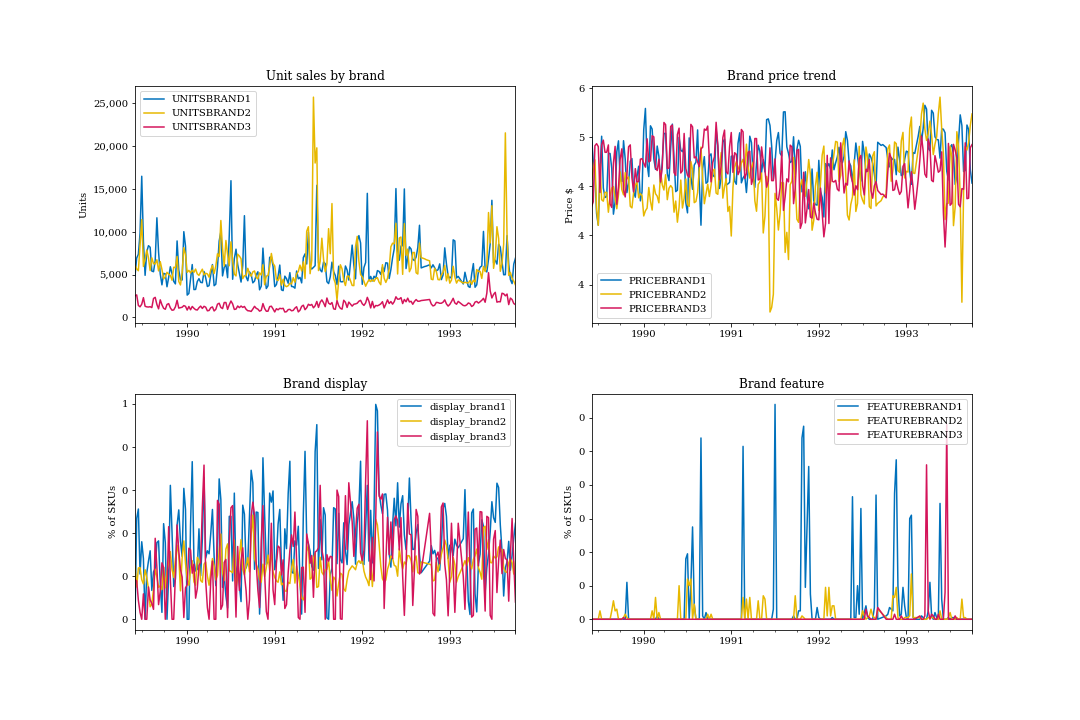 Unit sales by brand
Units
25,000
20,000
15,000
10,000
5,000
0
UNITSBRAND1
UNITSBRAND2
UNITSBRAND3
1990 1991 1992 1993
Brand price trend
Price $
6
5
4
4
4
PRICEBRAND1
PRICEBRAND2
PRICEBRAND3
1990 1991 1992 1993
Brand display
% of SKUs
1
0
0
0
0
0
display_brand1
display_brand2
display_brand3
1990 1991 1992 1993
Brand feature
% of SKUs
0
0
0
0
0
0
0
FEATUREBRAND1
FEATUREBRAND2
FEATUREBRAND3
1990 1991 1992 1993